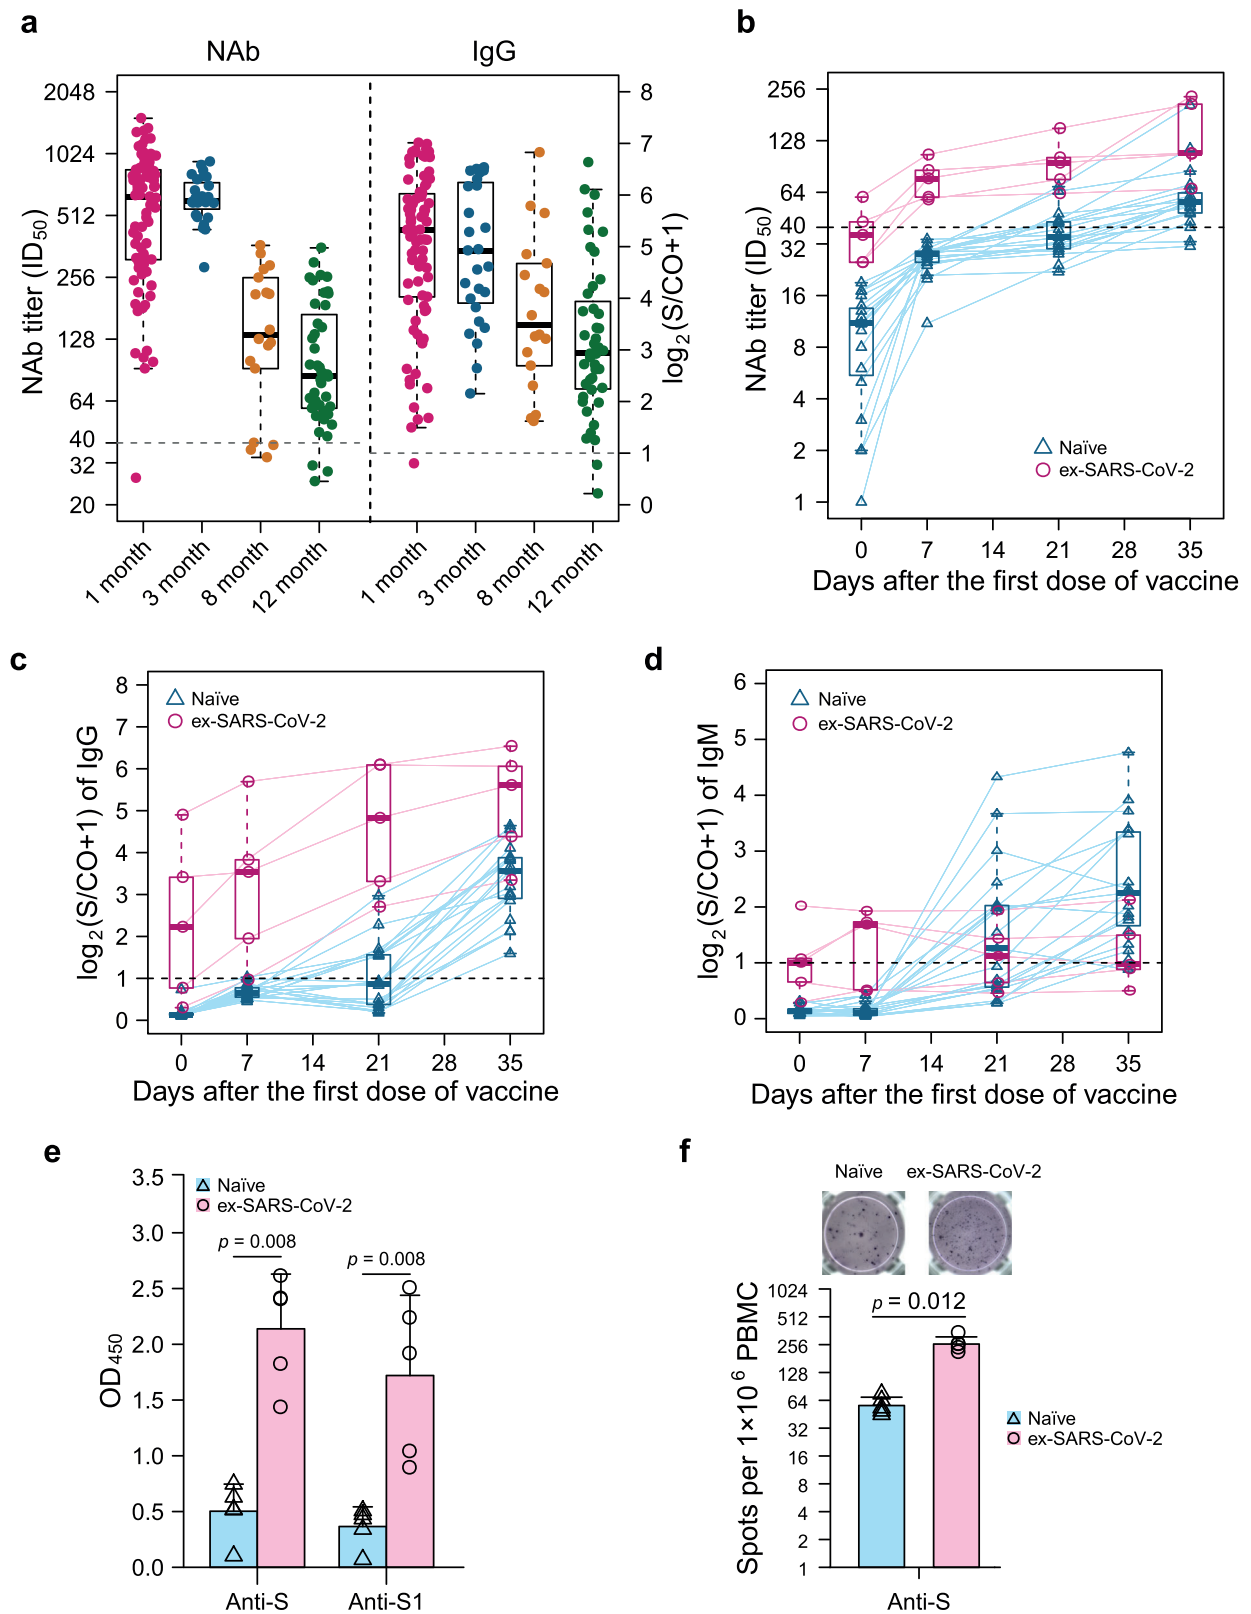 a
NAb IgG
NAb titer (ID50)
2048
1024
512
256
128
64
40
32
20
8
7
6
5
4
3
2
1
0
log2(S/CO+1)
1 month
3 month
8 month
12 month
1 month
3 month
8 month
12 month
b
NAb titer (ID50)
256
128
64
40
32
16
8
4
2
1
Naïve
ex-SARS-CoV-2
0 7 14 21 28 35
Days after the first dose of vaccine
c
log2(S/CO+1) of IgG
8
7
6
5
4
3
2
1
0
Naïve
ex-SARS-CoV-2
0 7 14 21 28 35
Days after the first dose of vaccine
d
log2(S/CO+1) of IgM
6
5
4
3
2
1
0
Naïve
ex-SARS-CoV-2
0 7 14 21 28 35
Days after the first dose of vaccine
e
OD450
3.5
3.0
2.5
2.0
1.5
1.0
0.5
0.0
Naïve
ex-SARS-CoV-2
p = 0.008
p = 0.008
Anti-S Anti-S1
f
Naïve ex-SARS-CoV-2
Spots per 1×10^6 PBMC
1024
512
256
128
64
32
16
8
4
2
1
p = 0.012
Naïve
ex-SARS-CoV-2
Anti-S